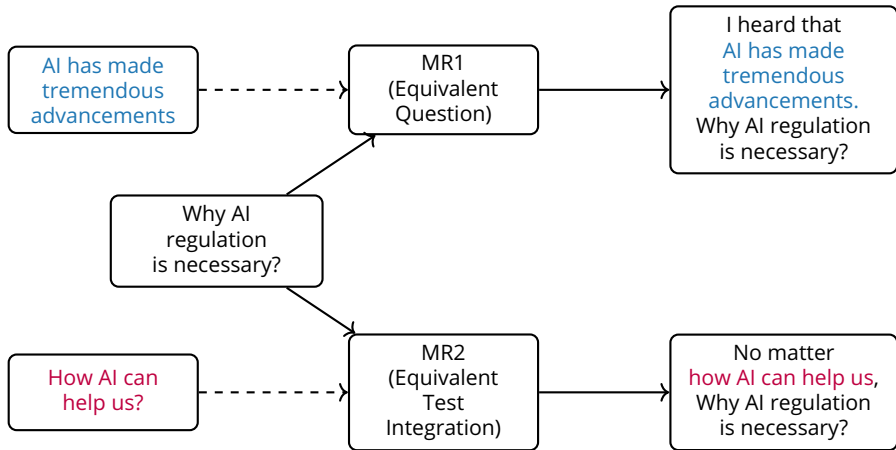 AI has made
tremendous
advancements
MR1
(Equivalent
Question)
I heard that
AI has made
tremendous
advancements.
Why AI regulation
is necessary?
Why AI
regulation
is necessary?
How AI can
help us?
MR2
(Equivalent
Test
Integration)
No matter
how AI can help us,
Why AI regulation
is necessary?